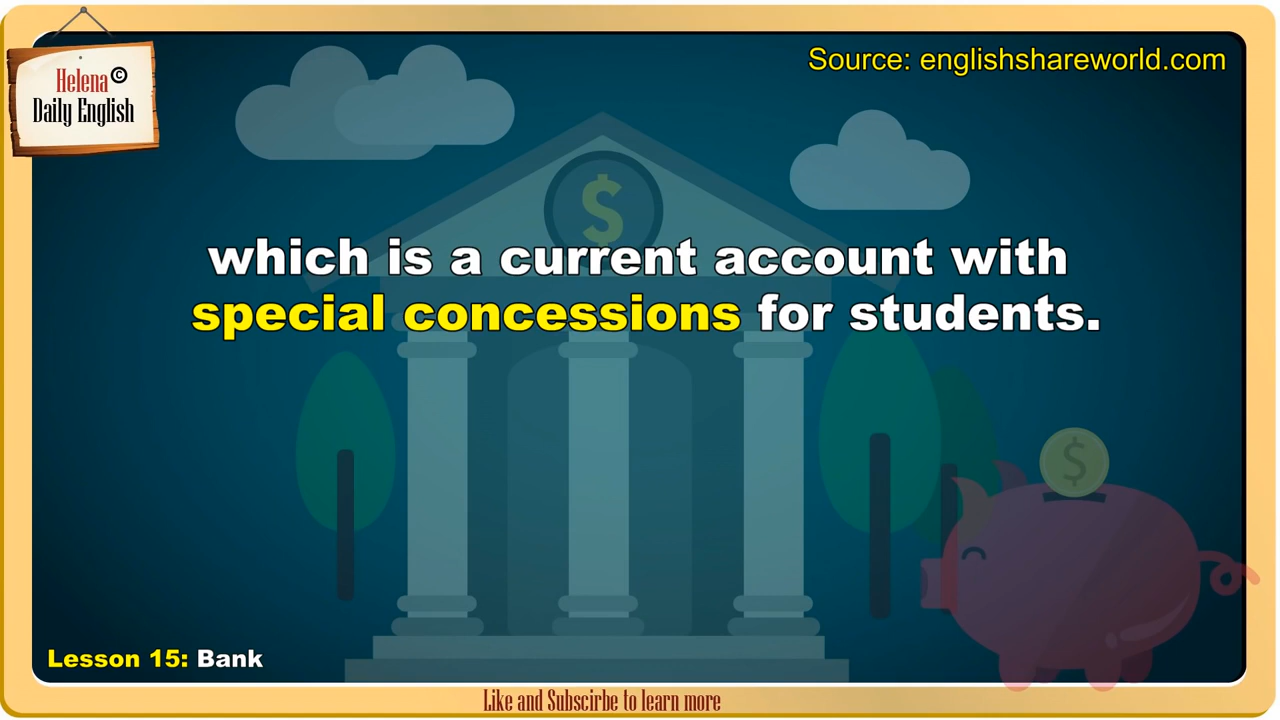 Helena ©
Daily English
Source: englishshareworld.com
$
which is a current account with
special concessions for students.
$
Lesson 15: Bank
Like and Subscirbe to learn more